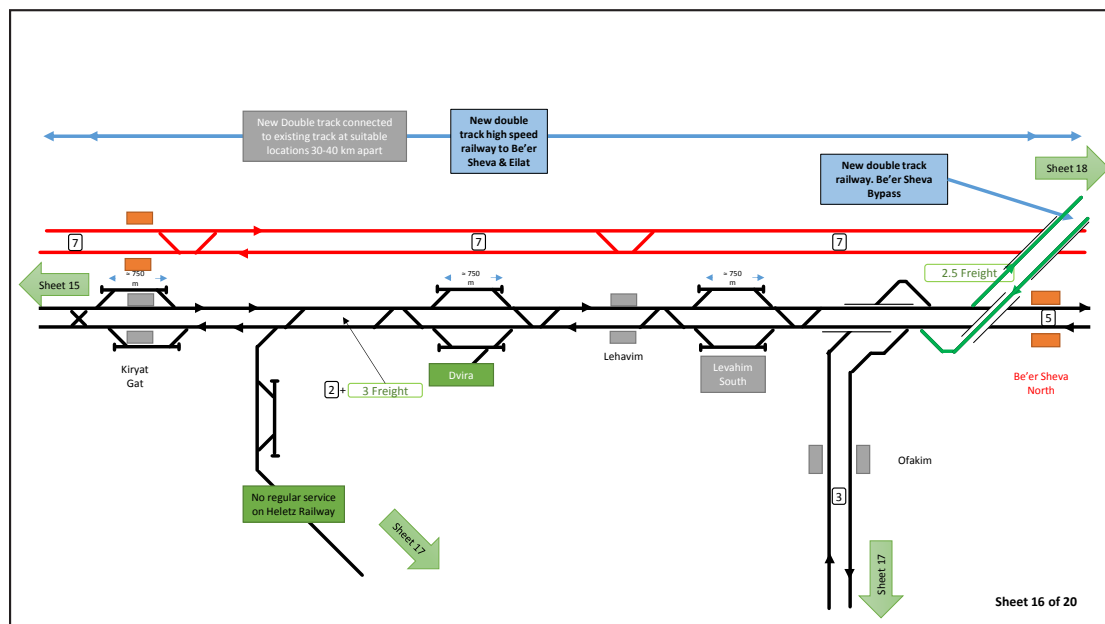 New Double track connected
to existing track at suitable
locations 30-40 km apart
New double
track high speed
railway to Be'er
Sheva & Eilat
Sheet 18
New double track
railway. Be'er Sheva
Bypass
7
7
7
Sheet 15
≈ 750
m
≈ 750
m
≈ 750
m
2.5 Freight
5
Kiryat
Gat
2 + 3 Freight
Dvira
Lehavim
Levahim
South
Be'er Sheva
North
Ofakim
3
No regular service
on Heletz Railway
Sheet 17
Sheet 17
Sheet 16 of 20